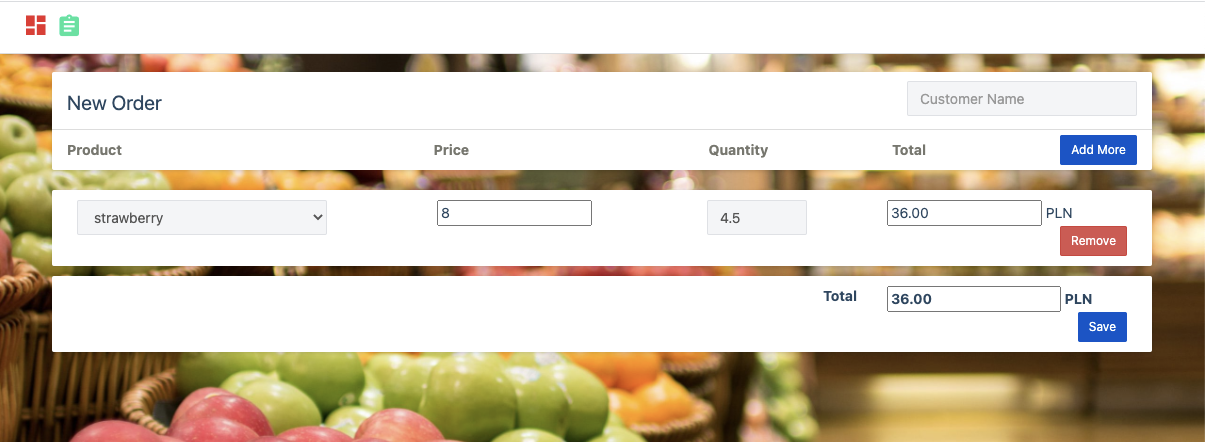 New Order
Customer Name
Product Price Quantity Total Add More
strawberry 8 4.5 36.00 PLN
Remove
Total 36.00 PLN
Save